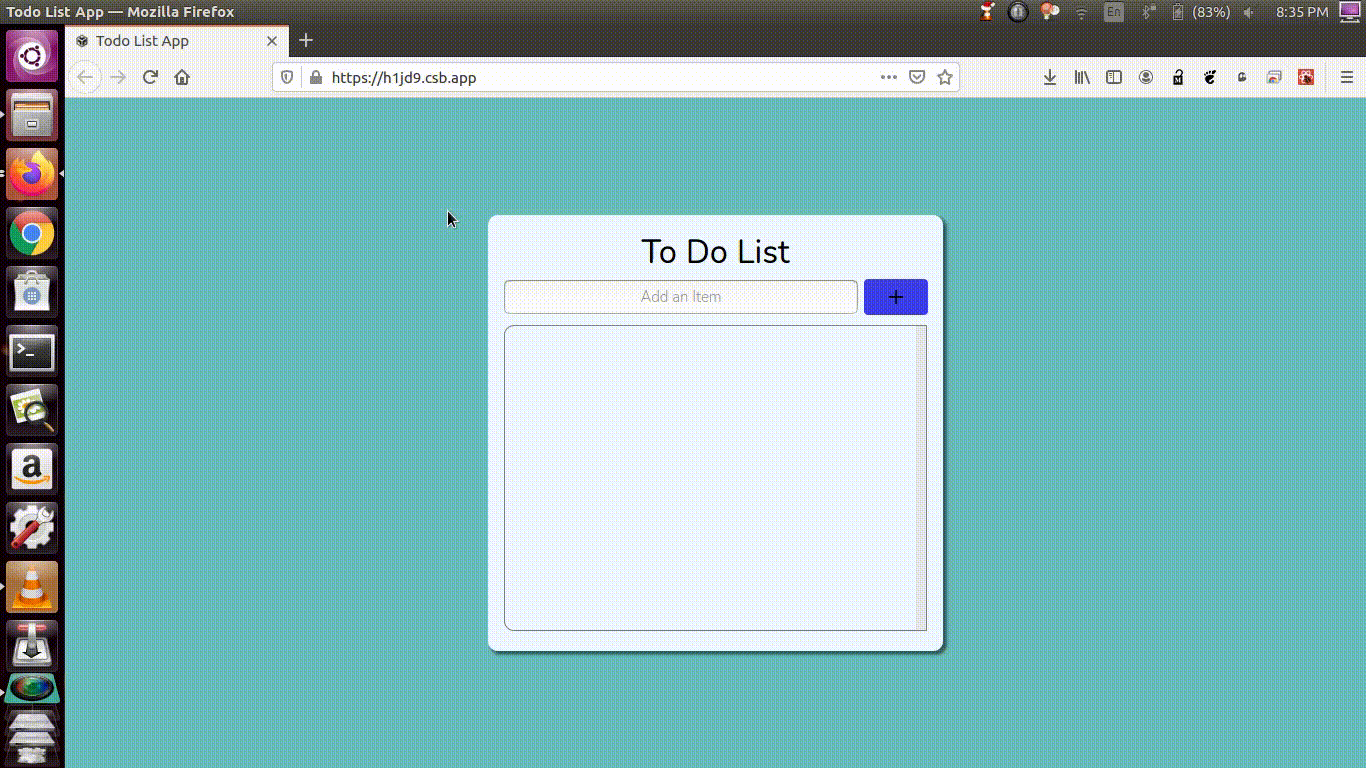 Todo List App — Mozilla Firefox
En
(83%)
8:35 PM
Todo List App
https://h1jd9.csb.app
To Do List
Add an Item
+
a